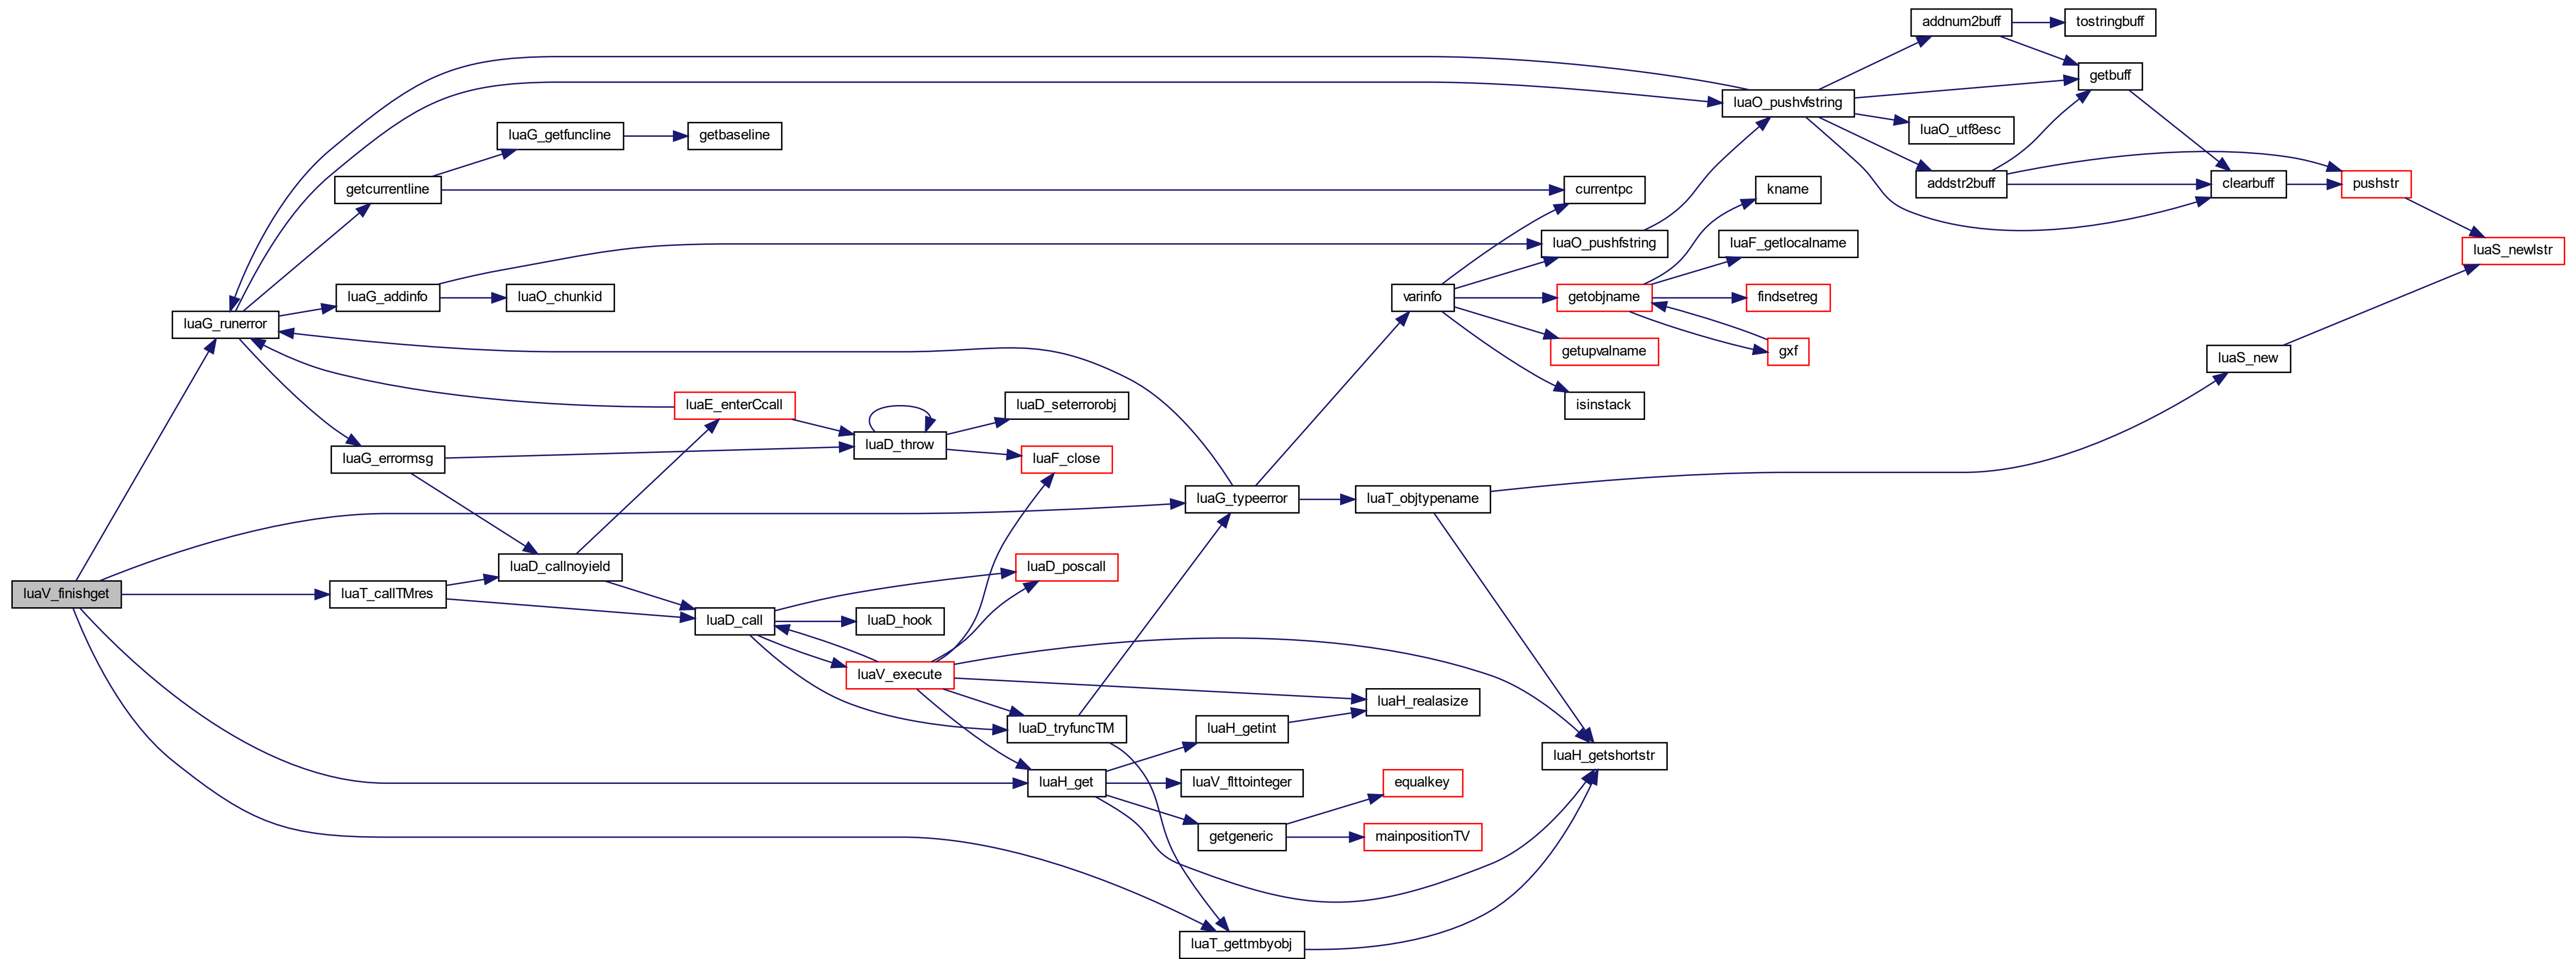 addnum2buff
tostringbuff
getbuff
luaO_pushvfstring
luaO_utf8esc
luaG_getfuncline
getbaseline
getcurrentline
currentpc
kname
addstr2buff
clearbuff
pushstr
luaO_pushfstring
luaF_getlocalname
luaS_newlstr
luaG_addinfo
luaO_chunkid
varinfo
getobjname
findsetreg
luaG_runerror
getupvalname
gxf
luaS_new
luaE_enterCcall
luaD_seterrorobj
isinstack
luaD_throw
luaG_errormsg
luaF_close
luaG_typeerror
luaT_objtypename
luaD_callnoyield
luaD_poscall
luaV_finishget
luaT_callTMres
luaD_call
luaD_hook
luaV_execute
luaH_realasize
luaD_tryfuncTM
luaH_getint
luaH_getshortstr
luaH_get
luaV_flttointeger
equalkey
getgeneric
mainpositionTV
luaT_gettmbyobj